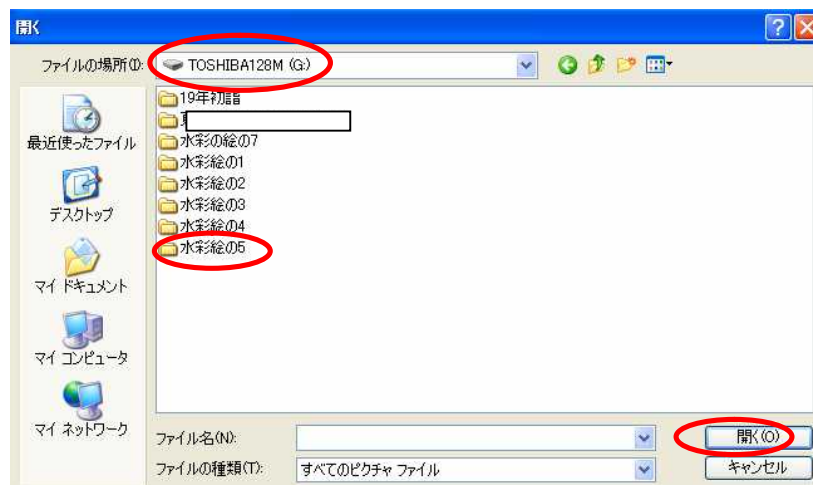 開く
ファイルの場所(I):
TOSHIBA128M (G:)
19年初詣
水彩の絵の7
水彩絵の1
水彩絵の2
水彩絵の3
水彩絵の4
水彩絵の5
最近使ったファイル
デスクトップ
マイ ドキュメント
マイ コンピュータ
マイ ネットワーク
ファイル名(N):
開く(O)
ファイルの種類(T):
すべてのピクチャ ファイル
キャンセル